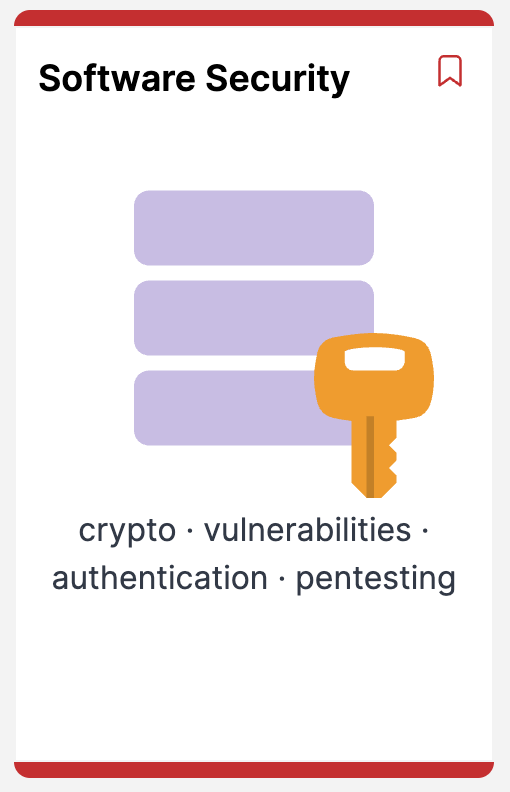 Software Security
crypto · vulnerabilities ·
authentication · pentesting